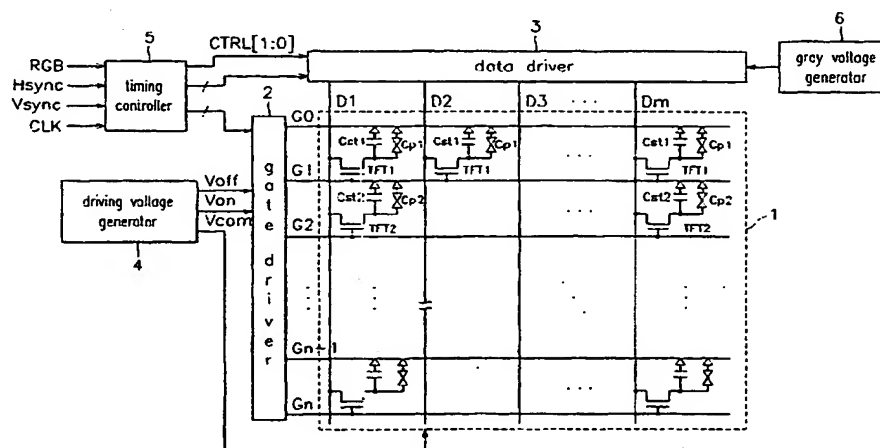 5
3
6
CTRL[1:0]
RGB
Hsync
Vsync
CLK
timing
controller
data driver
grey voltage
generator
2
D1 D2 D3 ... Dm
G0
Cst1 Cp1 Cst1 Cp1 ... Cst1 Cp1
G1 TFT1 TFT1 TFT1
Cst2 Cp2 Cst2 Cp2
G2 TFT2 TFT2
gate driver
1
Voff
Von
Vcom
driving voltage
generator
4
Gn-1
...
Gn